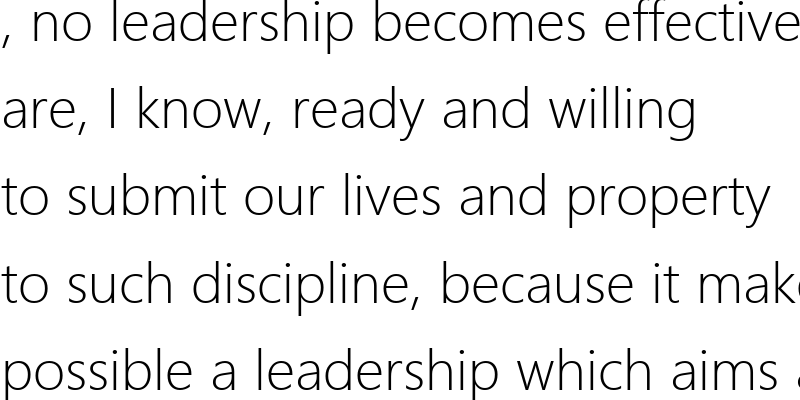 , no leadership becomes effective
are, I know, ready and willing
to submit our lives and property
to such discipline, because it
possible a leadership which aims